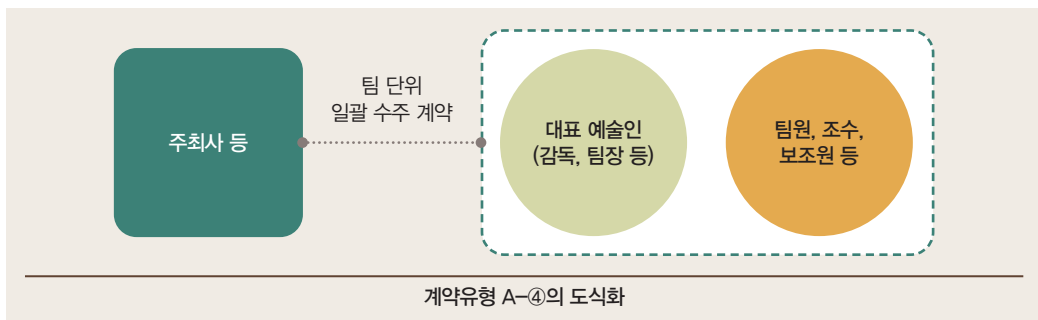 주최사 등
팀 단위
일괄 수주 계약
대표 예술인
(감독, 팀장 등)
팀원, 조수,
보조원 등
계약유형 A–④의 도식화